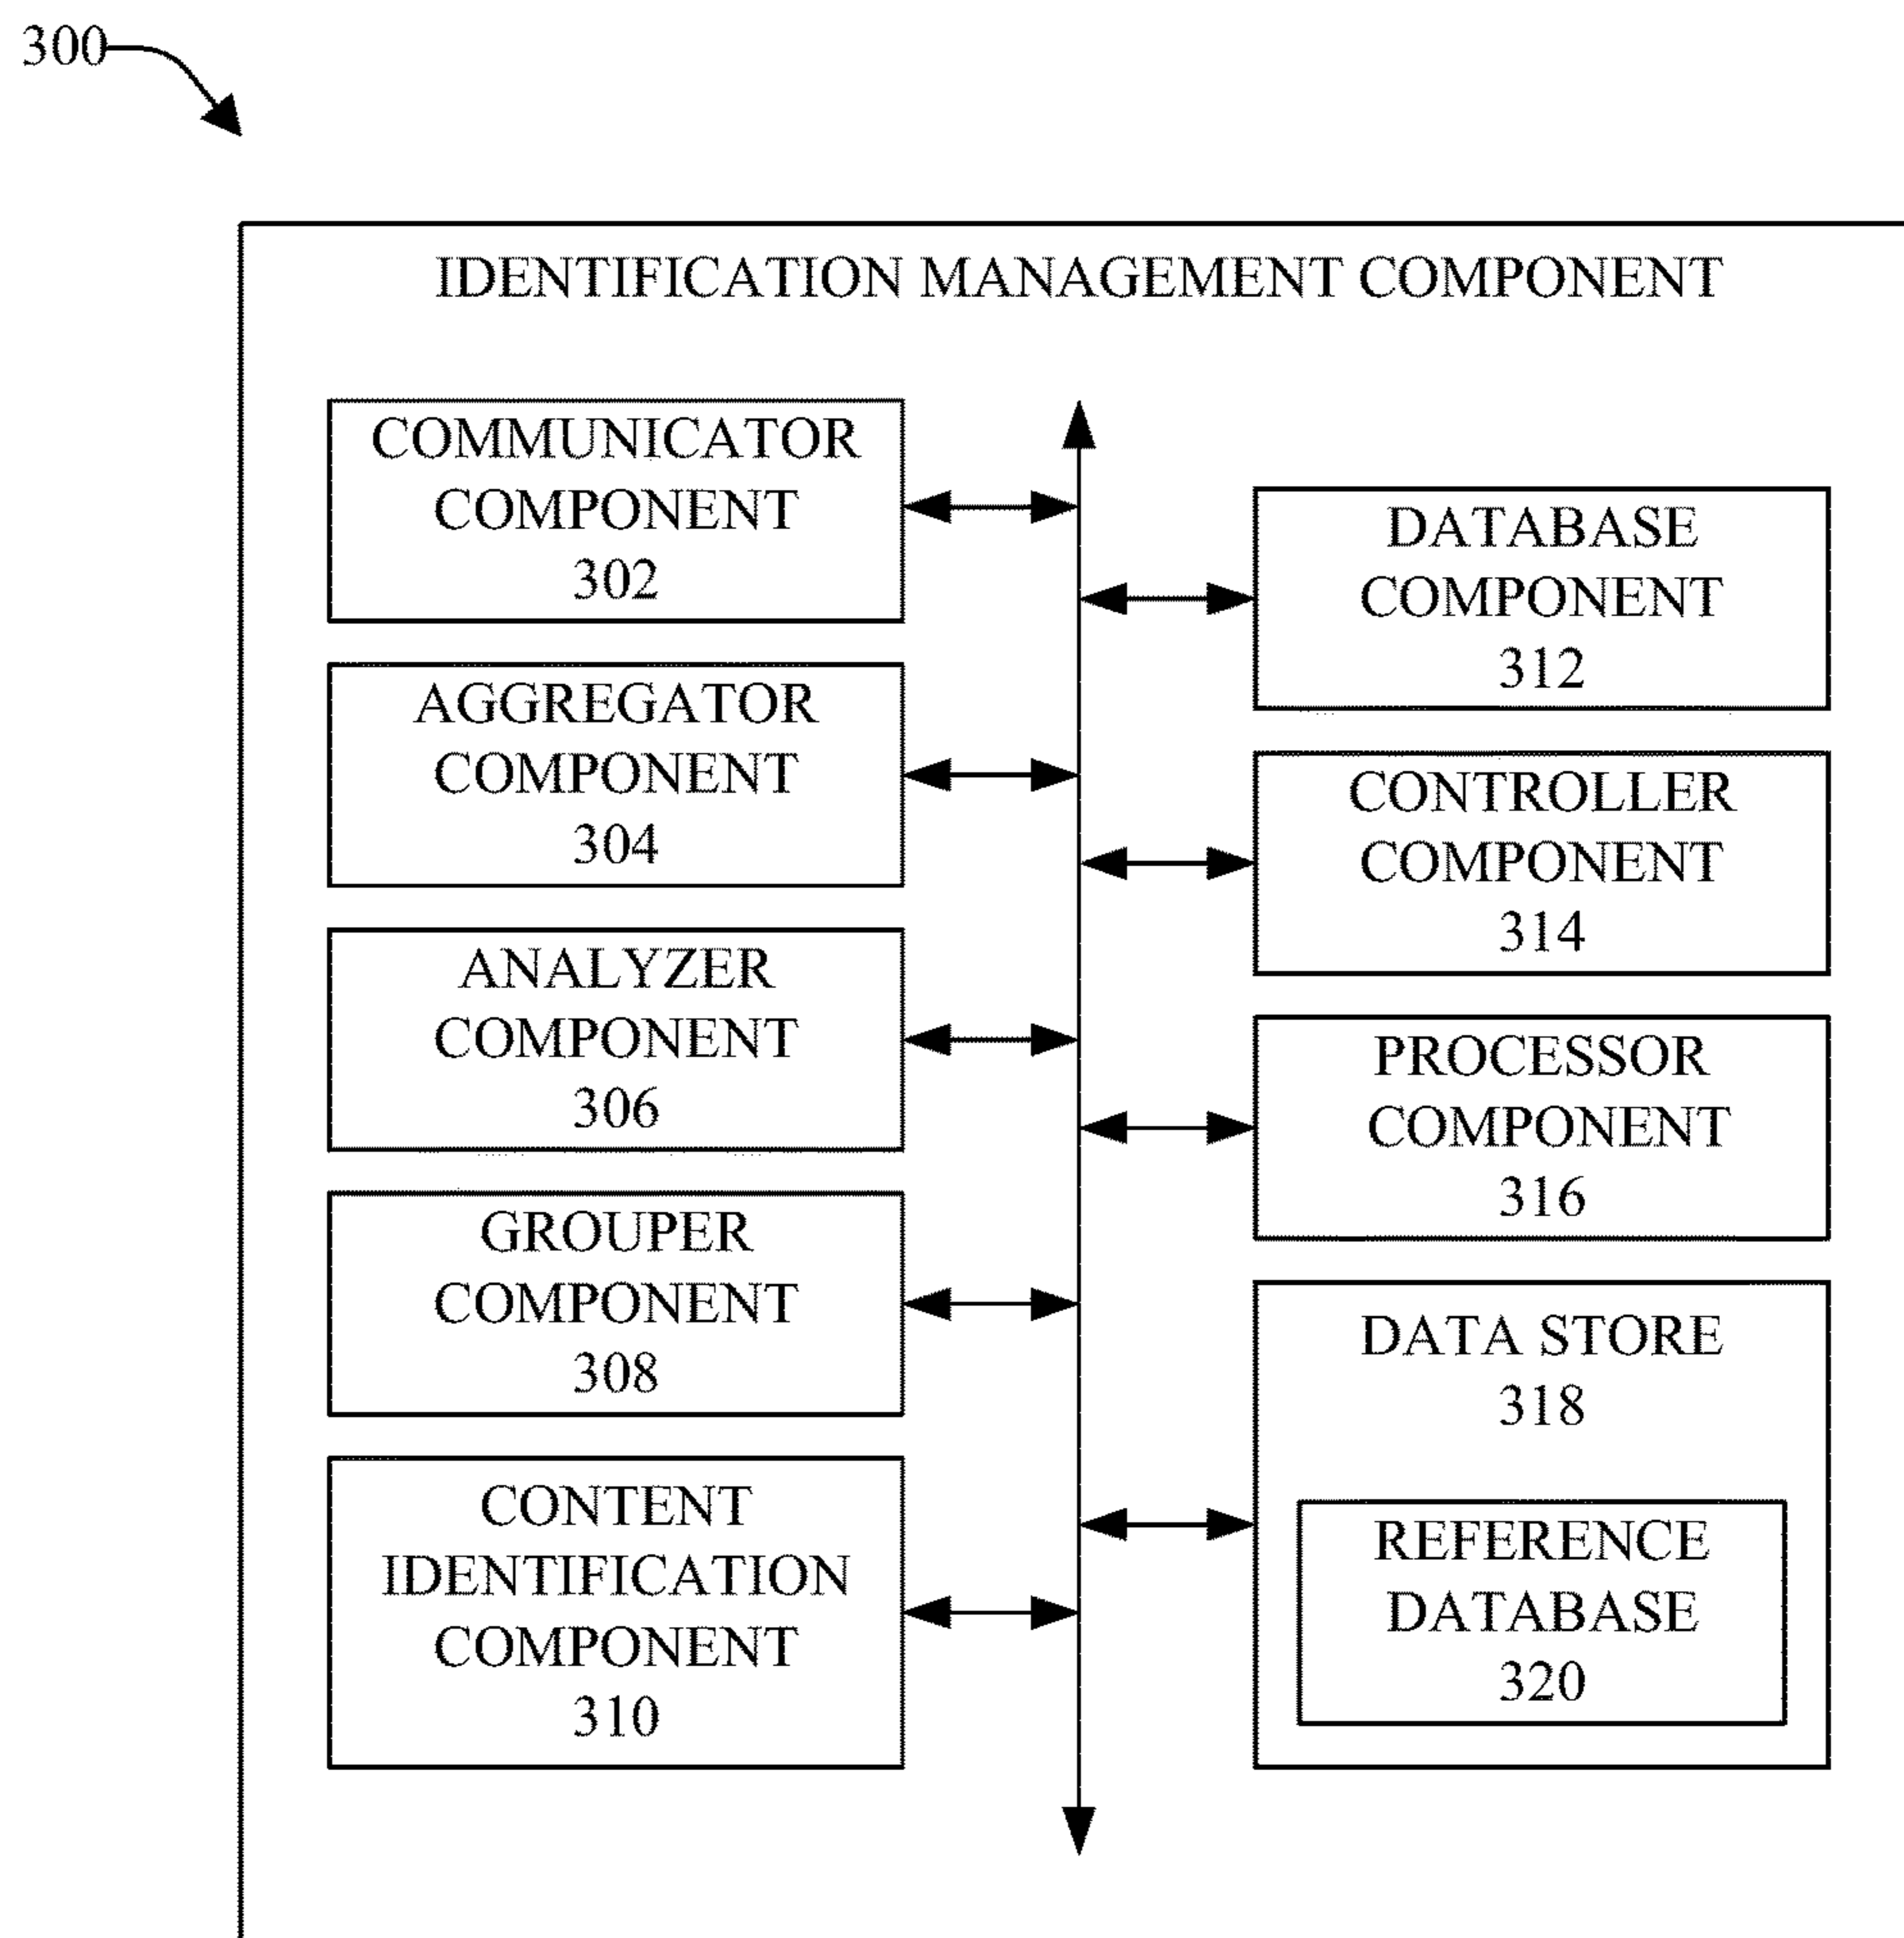 300
IDENTIFICATION MANAGEMENT COMPONENT
COMMUNICATOR
COMPONENT
302
AGGREGATOR
COMPONENT
304
ANALYZER
COMPONENT
306
GROUPER
COMPONENT
308
CONTENT
IDENTIFICATION
COMPONENT
310
DATABASE
COMPONENT
312
CONTROLLER
COMPONENT
314
PROCESSOR
COMPONENT
316
DATA STORE
318
REFERENCE
DATABASE
320